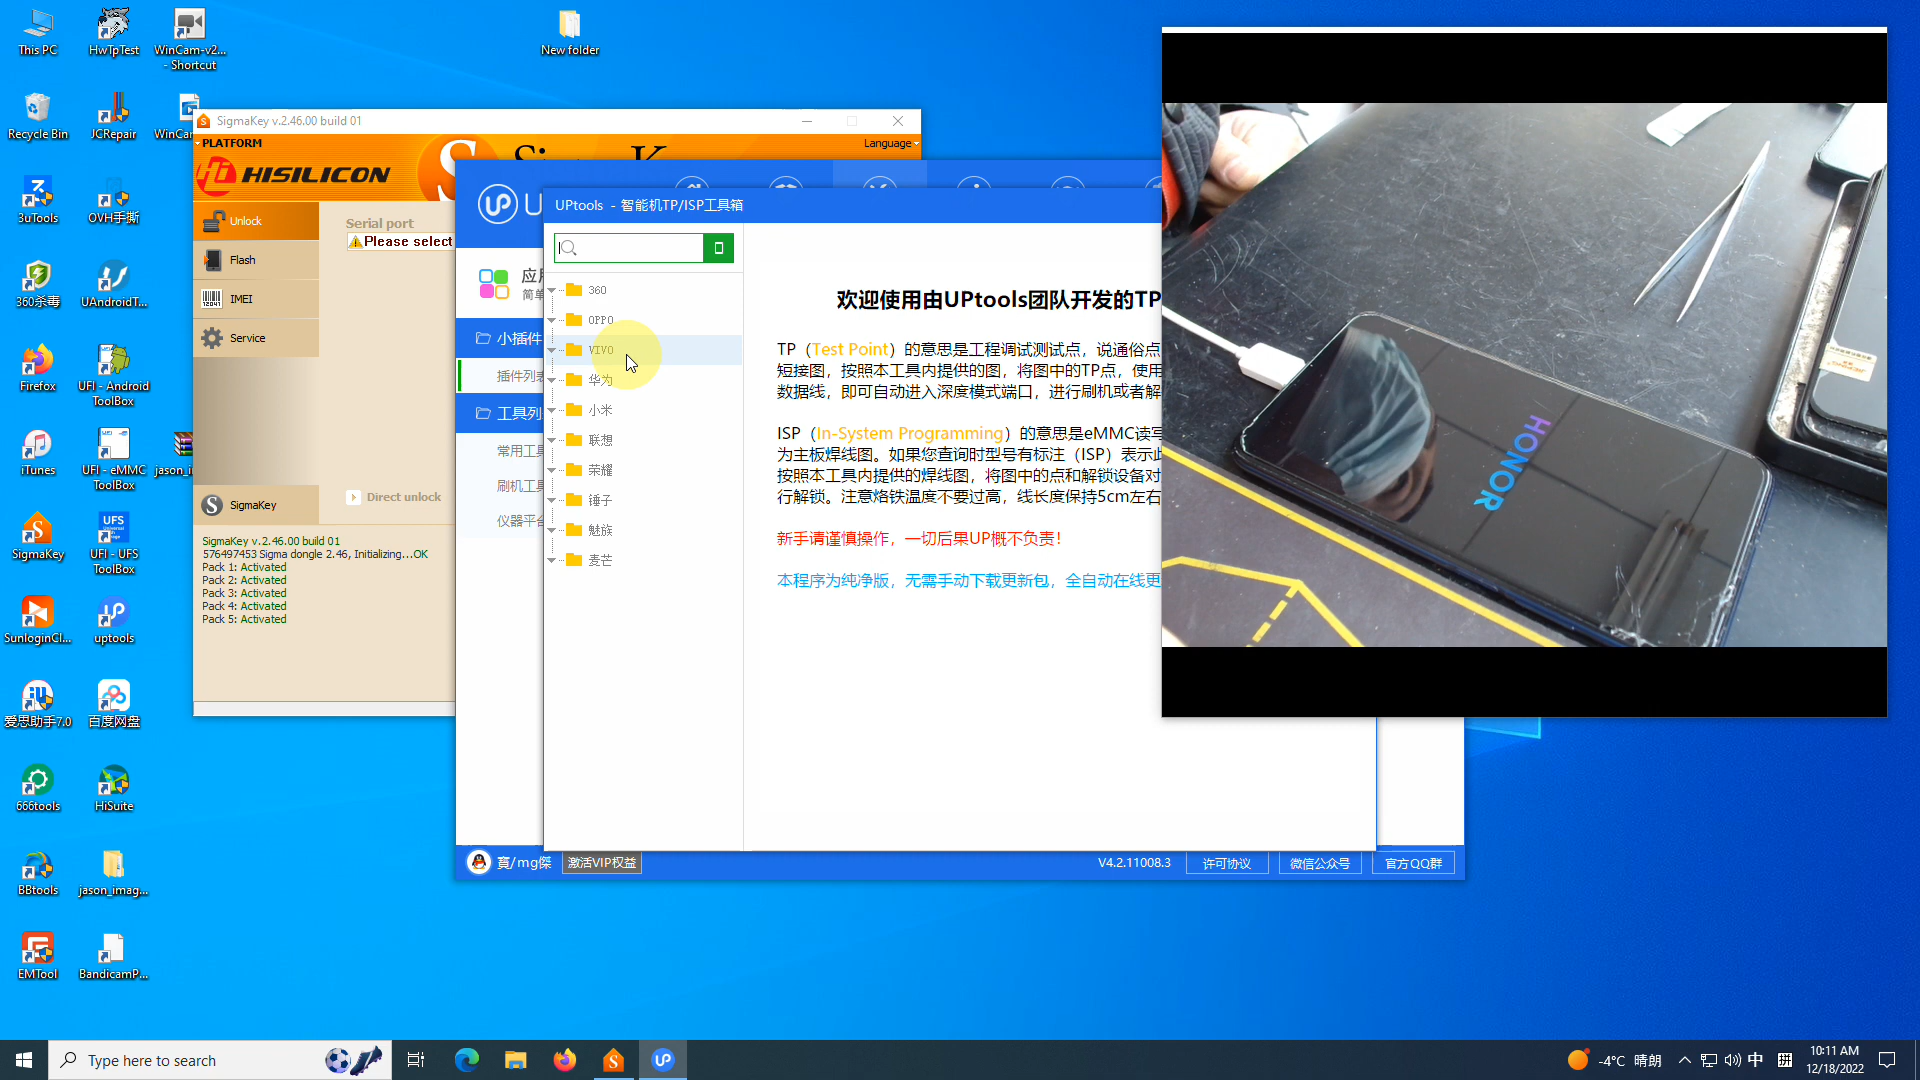 This PC
HwTpTest
WinCam-v2...
- Shortcut
New folder
Recycle Bin
JCRepair
WinCam
3uTools
OVH手撕
360杀毒
UAndroidT...
Firefox
UFI - Android
ToolBox
iTunes
UFI - eMMC
ToolBox
jason_in
SigmaKey
UFS
UFI - UFS
ToolBox
SunloginCl...
uptools
爱思助手7.0
百度网盘
666tools
HiSuite
BBtools
jason_imag...
EMTool
BandicamP...
SigmaKey v.2.46.00 build 01
PLATFORM
Language
HISILICON
Unlock
Flash
IMEI
Service
SigmaKey
Serial port
Please select
Direct unlock
SigmaKey v.2.46.00 build 01
576497453 Sigma dongle 2.46, Initializing...OK
Pack 1: Activated
Pack 2: Activated
Pack 3: Activated
Pack 4: Activated
Pack 5: Activated
UP U
应用
简单
小插件
插件列表
工具列
常用工具
刷机工具
仪器平台
UPtools - 智能机TP/ISP工具箱
360
OPPO
VIVO
华为
小米
联想
荣耀
锤子
魅族
麦芒
欢迎使用由UPtools团队开发的TP
TP（Test Point）的意思是工程调试测试点，说通俗点
短接图，按照本工具内提供的图，将图中的TP点，使用
数据线，即可自动进入深度模式端口，进行刷机或者解
ISP（In-System Programming）的意思是eMMC读写
为主板焊线图。如果您查询时型号有标注（ISP）表示此
按照本工具内提供的焊线图，将图中的点和解锁设备对
行解锁。注意烙铁温度不要过高，线长度保持5cm左右
新手请谨慎操作，一切后果UP概不负责！
本程序为纯净版，无需手动下载更新包，全自动在线更
HONOR
寛/mg傑
激活VIP权益
V4.2.11008.3
许可协议
微信公众号
官方QQ群
Type here to search
-4°C 晴朗
中
拼
10:11 AM
12/18/2022